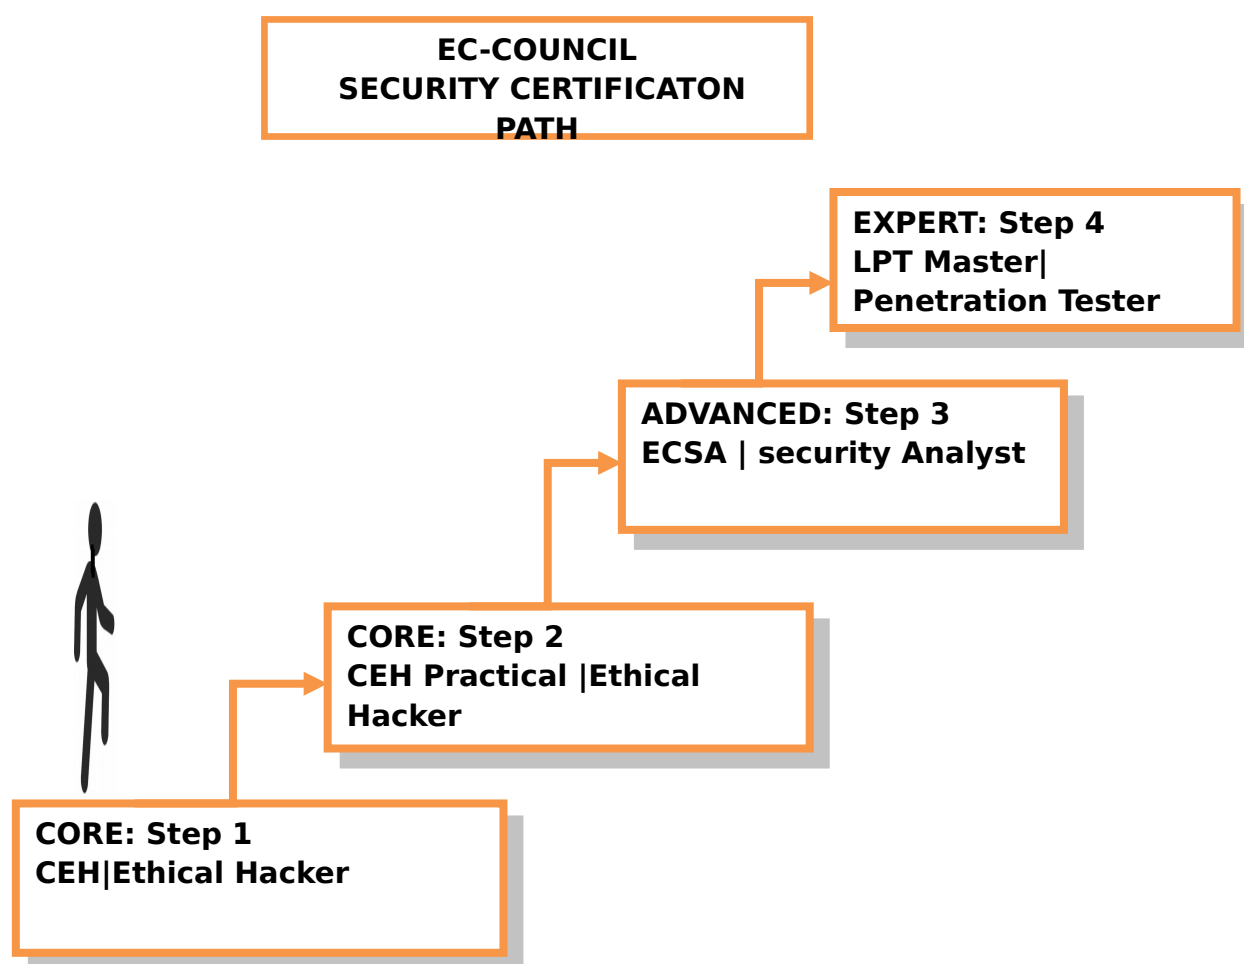 EC-COUNCIL
SECURITY CERTIFICATON
PATH
EXPERT: Step 4
LPT Master|
Penetration Tester
ADVANCED: Step 3
ECSA | security Analyst
CORE: Step 2
CEH Practical |Ethical
Hacker
CORE: Step 1
CEH|Ethical Hacker